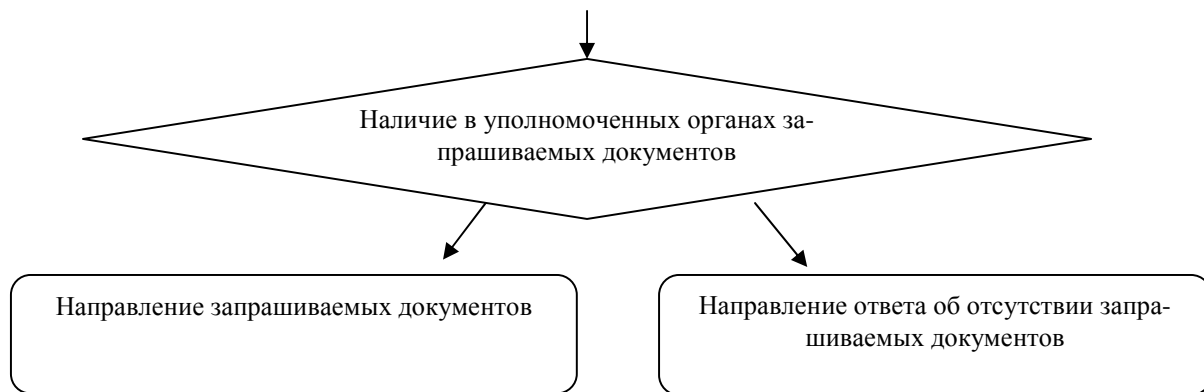 Наличие в уполномоченных органах за-
прашиваемых документов
Направление запрашиваемых документов
Направление ответа об отсутствии запра-
шиваемых документов